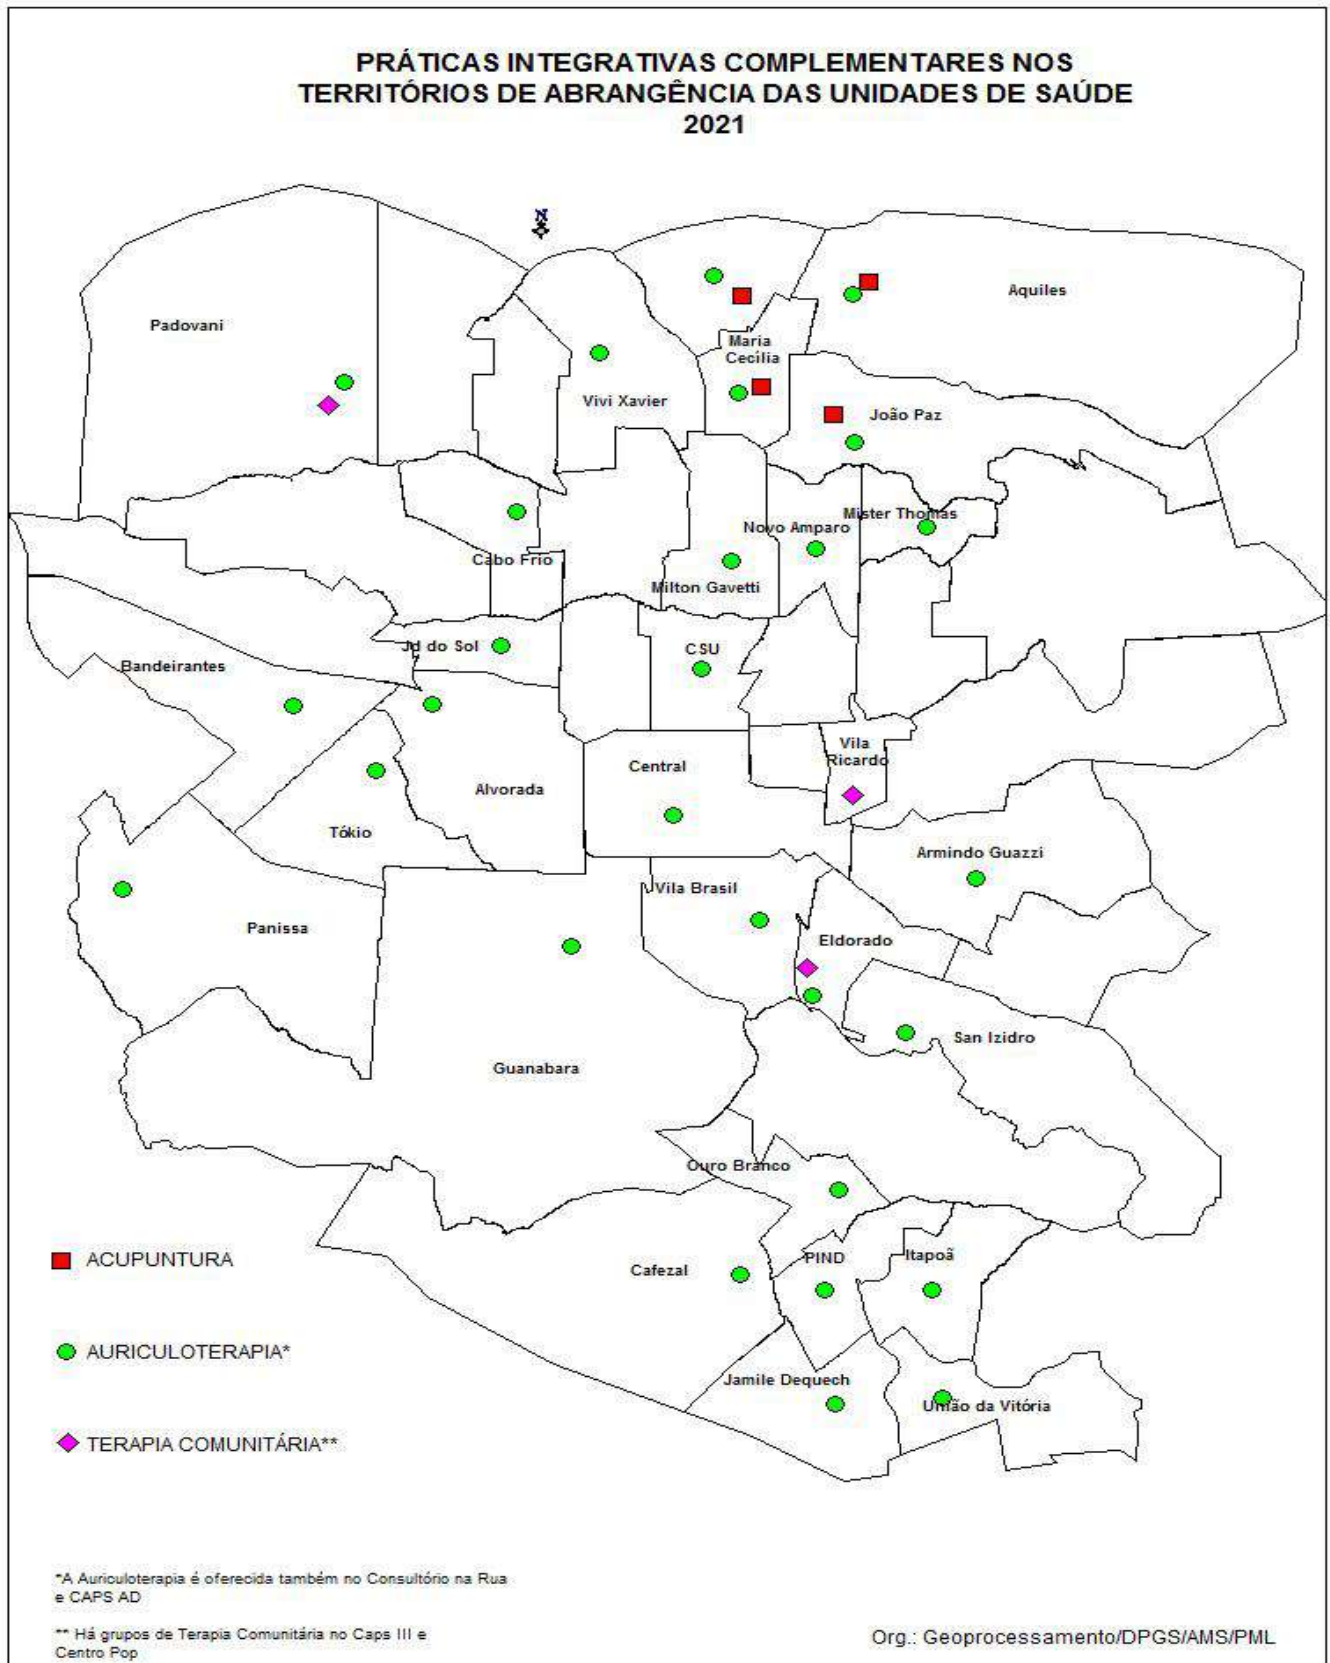 PRÁTICAS INTEGRATIVAS COMPLEMENTARES NOS
TERRITÓRIOS DE ABRANGÊNCIA DAS UNIDADES DE SAÚDE
2021
N
Padovani
Aquiles
Maria
Cecília
Vivi Xavier
João Paz
Mister Thomas
Novo Amparo
Cabo Frio
Milton Gavetti
Jd do Sol
CSU
Bandeirantes
Vila
Ricardo
Central
Alvorada
Tókio
Armindo Guazzi
Vila Brasil
Panissa
Eldorado
San Izidro
Guanabara
Ouro Branco
Itapoã
PIND
Cafezal
Jamile Dequech
União da Vitória
ACUPUNTURA
AURICULOTERAPIA*
TERAPIA COMUNITÁRIA**
*A Auriculoterapia é oferecida também no Consultório na Rua
e CAPS AD
** Há grupos de Terapia Comunitária no Caps III e
Centro Pop
Org.: Geoprocessamento/DPGS/AMS/PML